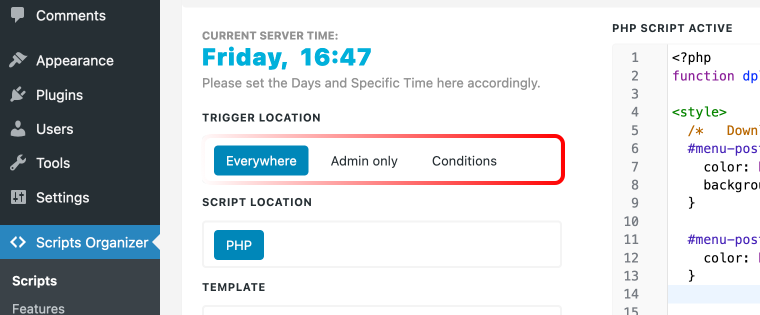 Comments
Appearance
Plugins
Users
Tools
Settings
Scripts Organizer
Scripts
Features
CURRENT SERVER TIME:
Friday, 16:47
Please set the Days and Specific Time here accordingly.
TRIGGER LOCATION
Everywhere Admin only Conditions
SCRIPT LOCATION
PHP
TEMPLATE
PHP SCRIPT ACTIVE
1 <?php
2 function dp
3
4 <style>
5 /* Down
6 #menu-pos
7 color:
8 backgrou
9 }
10
11 #menu-pos
12 color:
13 }
14
15